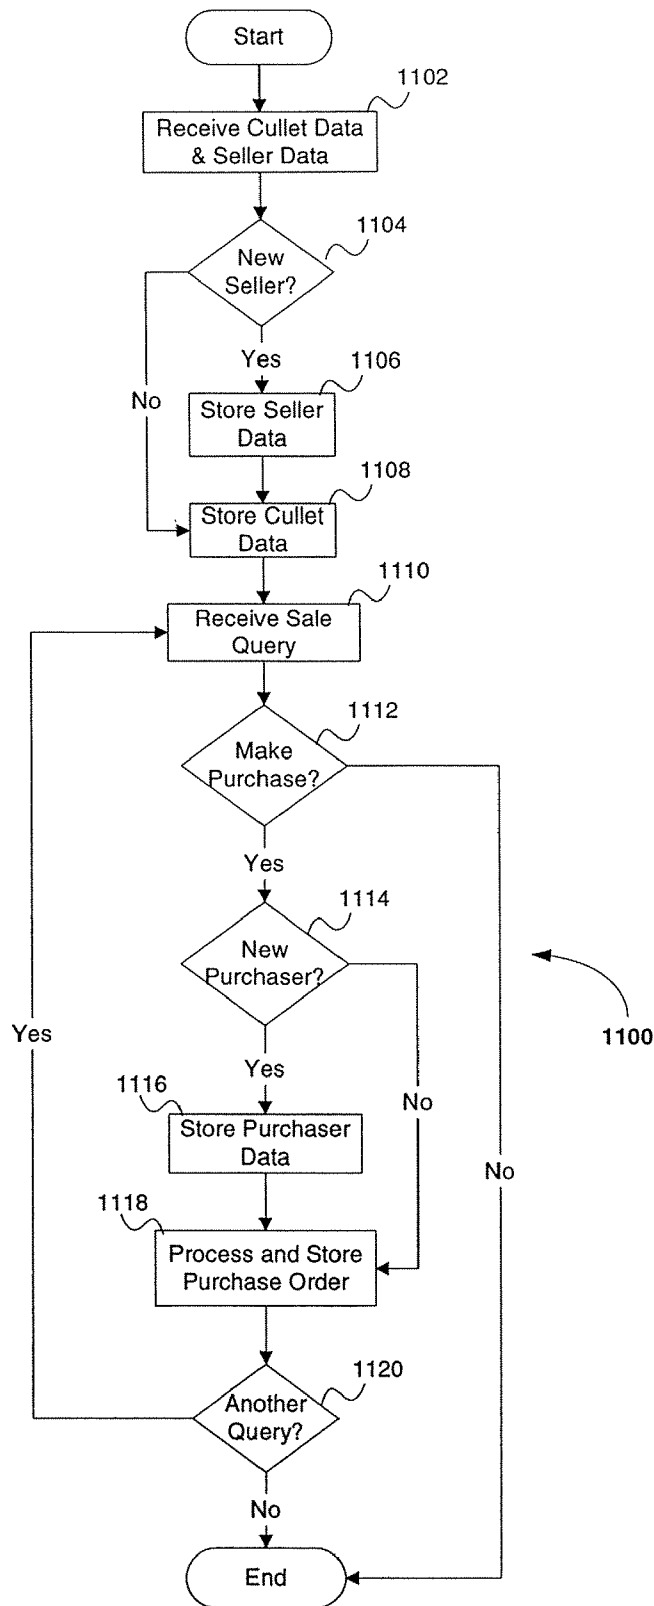 Start
1102
Receive Cullet Data
& Seller Data
1104
New
Seller?
Yes
No
1106
Store Seller
Data
1108
Store Cullet
Data
1110
Receive Sale
Query
1112
Make
Purchase?
Yes
1114
New
Purchaser?
Yes
1100
Yes
No
1116
Store Purchaser
Data
No
1118
Process and Store
Purchase Order
1120
Another
Query?
No
End